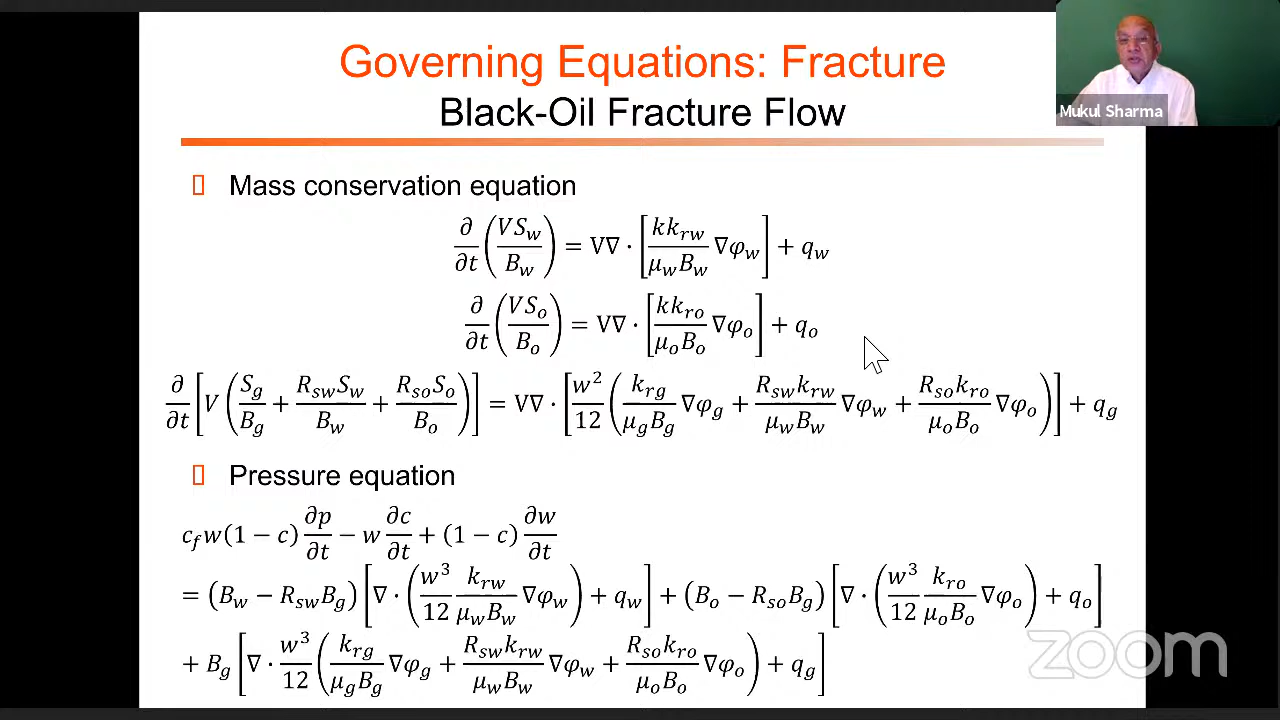 Governing Equations: Fracture
Black-Oil Fracture Flow
Mukul Sharma
Mass conservation equation
∂/∂t (VS_w/B_w) = V∇ · [kk_rw/(μ_w B_w) ∇φ_w] + q_w
∂/∂t (VS_o/B_o) = V∇ · [kk_ro/(μ_o B_o) ∇φ_o] + q_o
∂/∂t [V (S_g/B_g + R_sw S_w/B_w + R_so S_o/B_o)] = V∇ · [w²/12 (k_rg/(μ_g B_g) ∇φ_g + R_sw k_rw/(μ_w B_w) ∇φ_w + R_so k_ro/(μ_o B_o) ∇φ_o)] + q_g
Pressure equation
c_f w(1 − c) ∂p/∂t − w ∂c/∂t + (1 − c) ∂w/∂t
= (B_w − R_sw B_g) [∇ · (w³/12 k_rw/(μ_w B_w) ∇φ_w) + q_w] + (B_o − R_so B_g) [∇ · (w³/12 k_ro/(μ_o B_o) ∇φ_o) + q_o]
+ B_g [∇ · w³/12 (k_rg/(μ_g B_g) ∇φ_g + R_sw k_rw/(μ_w B_w) ∇φ_w + R_so k_ro/(μ_o B_o) ∇φ_o) + q_g]
zoom